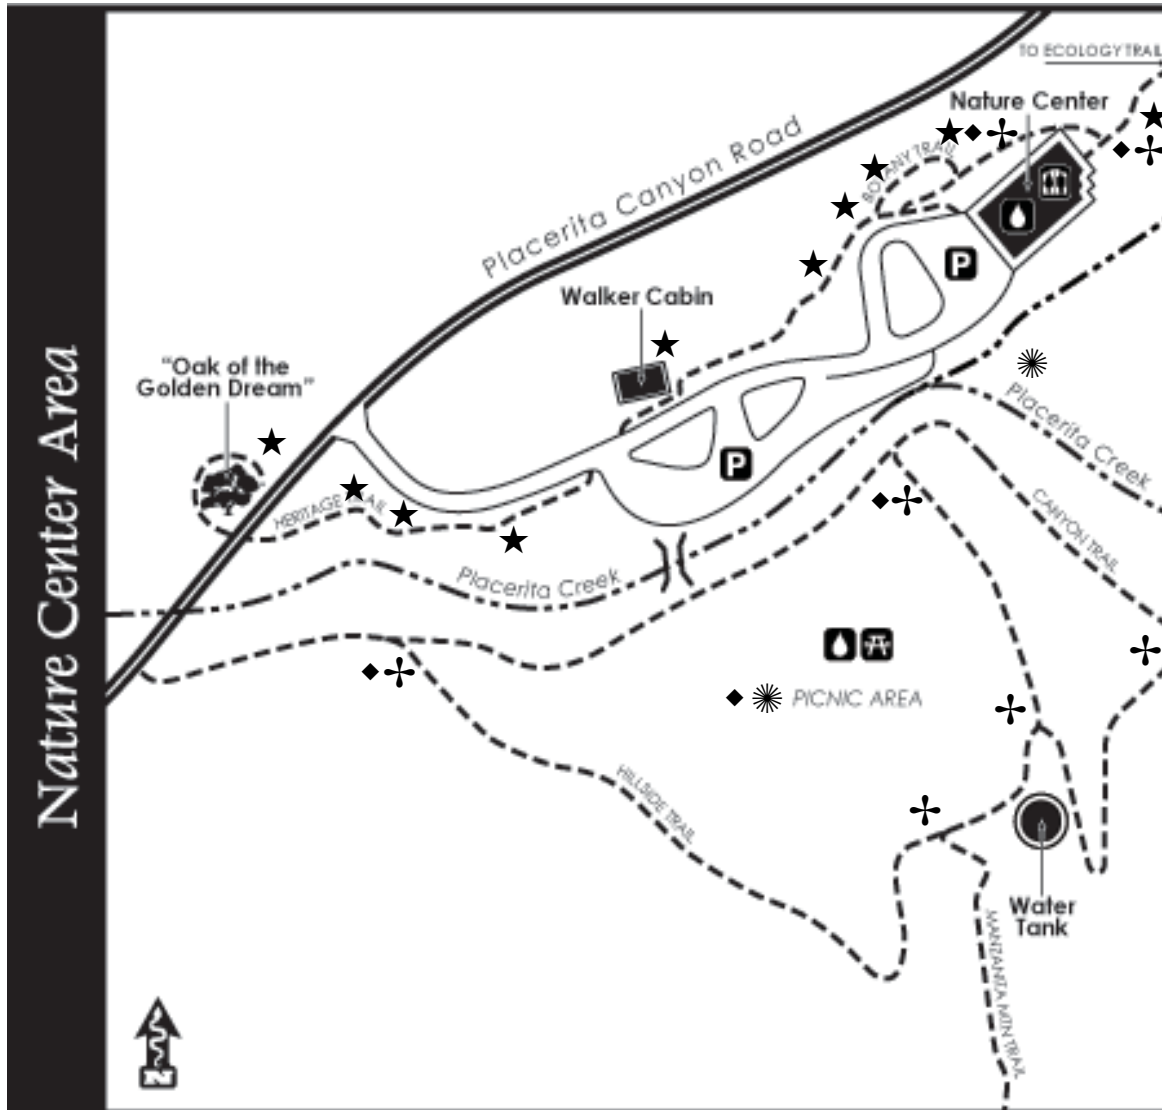 Nature Center Area
TO ECOLOGY TRAIL
Nature Center
BOTANY TRAIL
Placerita Canyon Road
P
Walker Cabin
"Oak of the
Golden Dream"
Placerita Creek
P
HERITAGE TRAIL
CANYON TRAIL
Placerita Creek
PICNIC AREA
HILLSIDE TRAIL
Water
Tank
MANZANITA MTN TRAIL
N